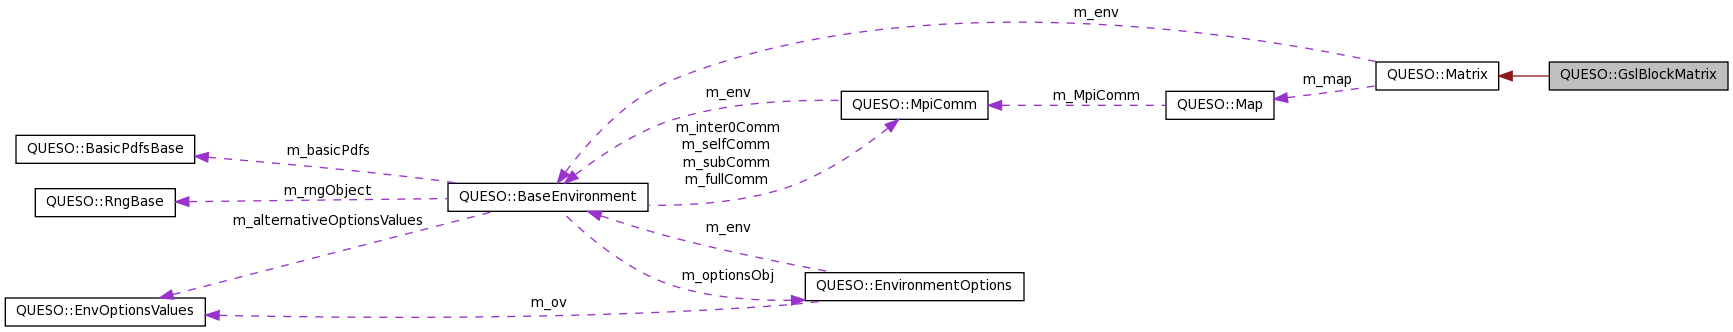 m_env
QUESO::Matrix
QUESO::GslBlockMatrix
m_map
m_env
QUESO::MpiComm
m_MpiComm
QUESO::Map
m_inter0Comm
m_selfComm
m_subComm
m_fullComm
QUESO::BasicPdfsBase
m_basicPdfs
QUESO::RngBase
m_rngObject
QUESO::BaseEnvironment
m_alternativeOptionsValues
m_env
m_optionsObj
QUESO::EnvironmentOptions
QUESO::EnvOptionsValues
m_ov